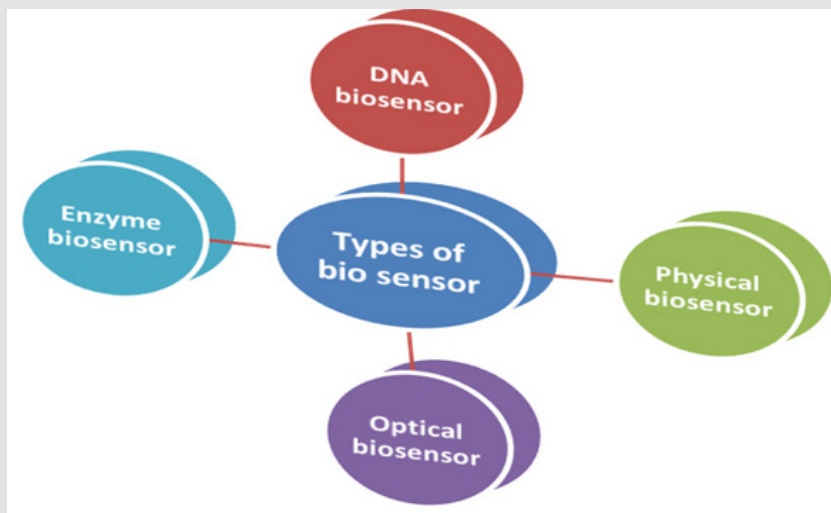 DNA
biosensor
Enzyme
biosensor
Types of
bio sensor
Physical
biosensor
Optical
biosensor